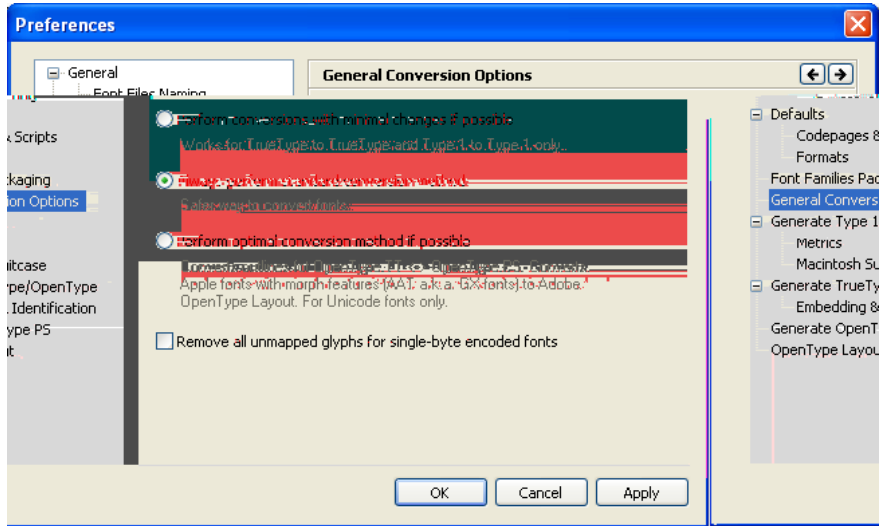 Preferences
General
Font Files Naming
General Conversion Options
& Scripts
kaging
ion Options
uitcase
ype/OpenType
Identification
ype PS
Perform conversions with minimal changes if possible
Works for TrueType to TrueType and Type 1 to Type 1 only.
conversion method
Perform optimal conversion method if possible
Apple fonts with morph features (AAT, a.k.a. GX fonts) to Adobe
OpenType Layout. For Unicode fonts only.
Remove all unmapped glyphs for single-byte encoded fonts
Defaults
Codepages &
Formats
Font Families Pac
General Convers
Generate Type 1
Metrics
Macintosh Su
Generate TrueTy
Embedding &
Generate OpenT
OpenType Layou
OK
Cancel
Apply